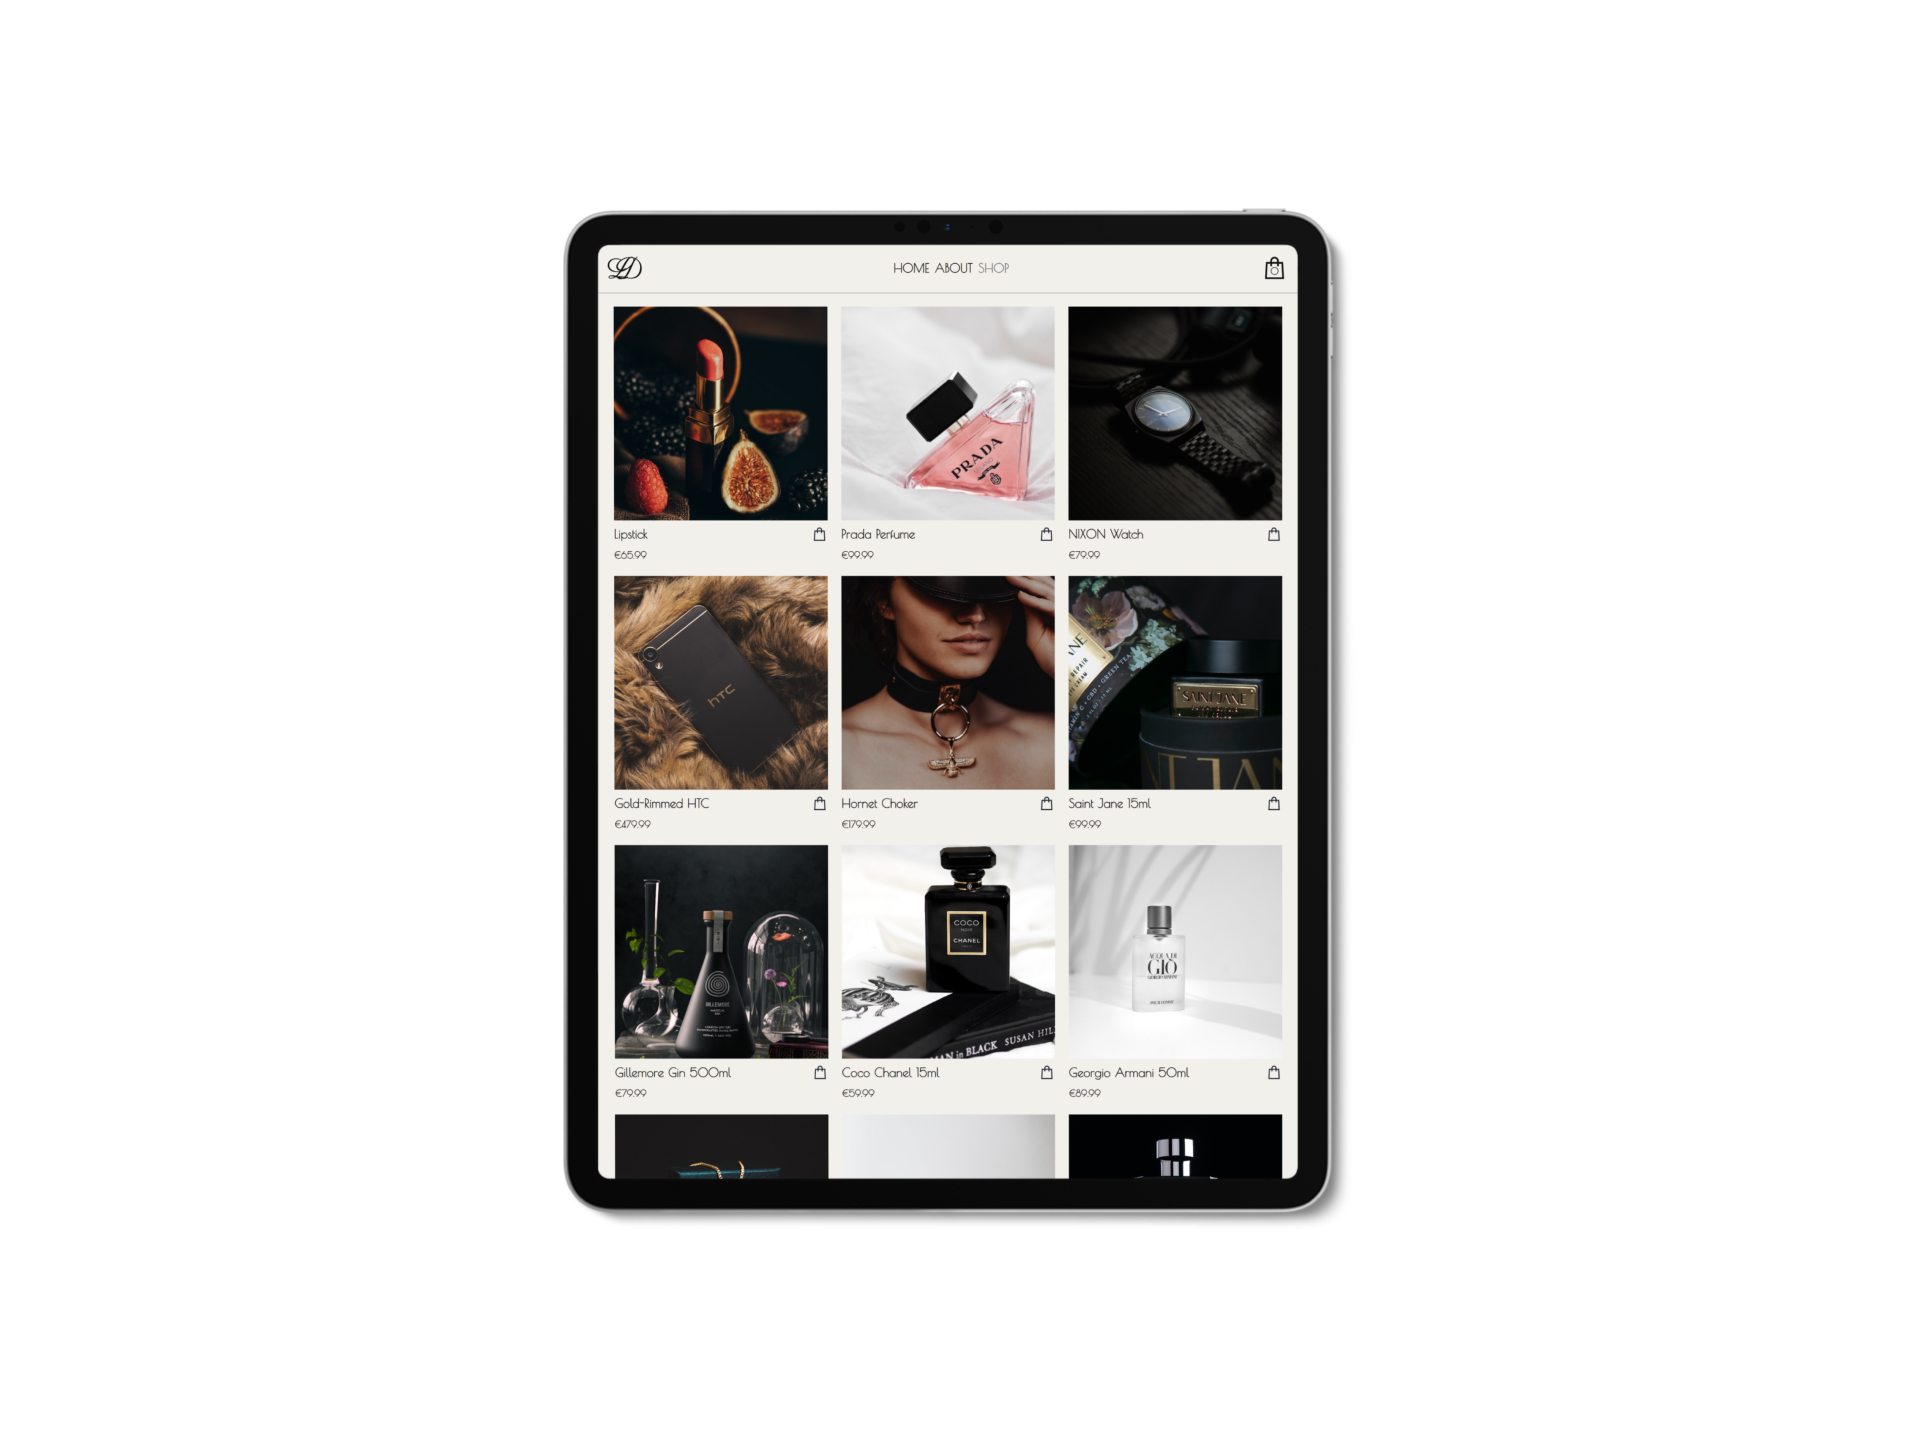 HOME ABOUT SHOP
0
PRADA
Lipstick
€65.99
Prada Perfume
€99.99
NIXON Watch
€79.99
hTC
SAINT JANE
Gold-Rimmed HTC
€479.99
Hornet Choker
€179.99
Saint Jane 15ml
€99.99
GILLEMORE
COCO
NOIR
CHANEL
ACQUA DI
GIÒ
GIORGIO ARMANI
POUR HOMME
MAN in BLACK SUSAN HIL
Gillemore Gin 500ml
€79.99
Coco Chanel 15ml
€59.99
Georgio Armani 50ml
€89.99